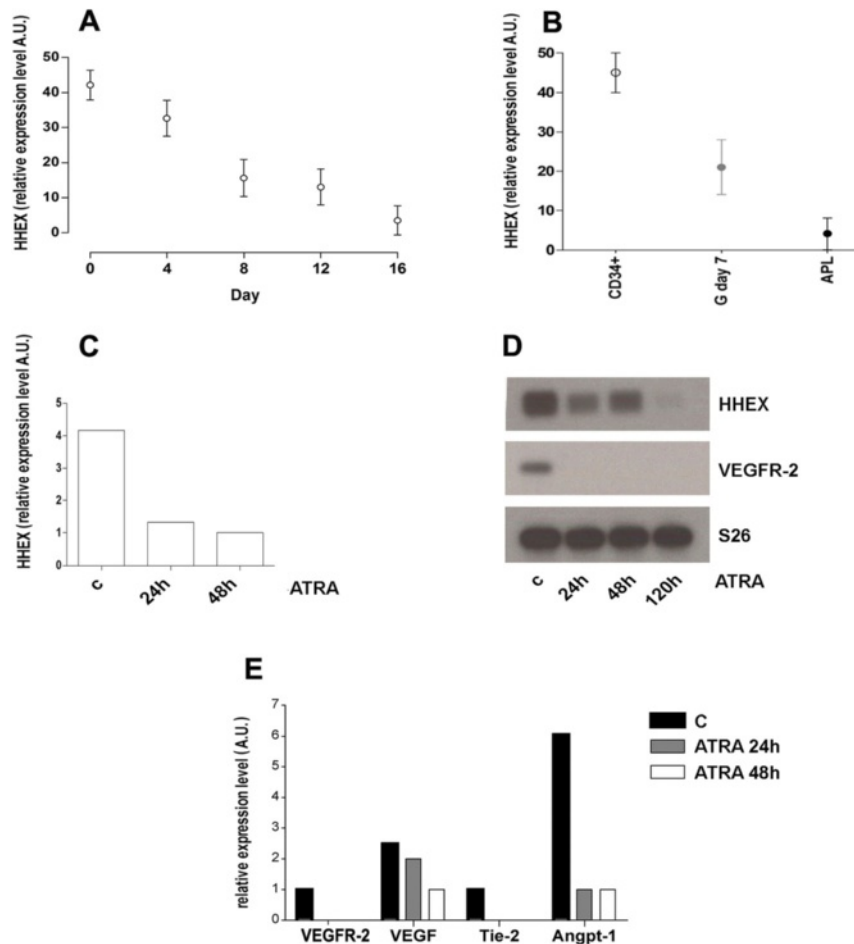 A
HHEX (relative expression level A.U.)
50
40
30
20
10
0
0 4 8 12 16
Day
B
HHEX (relative expression level A.U.)
50
40
30
20
10
0
CD34+
G day 7
APL
C
HHEX (relative expression level A.U.)
5
4
3
2
1
0
c 24h 48h ATRA
D
HHEX
VEGFR-2
S26
c 24h 48h 120h ATRA
E
relative expression level (A.U.)
7
6
5
4
3
2
1
0
VEGFR-2 VEGF Tie-2 Angpt-1
C
ATRA 24h
ATRA 48h